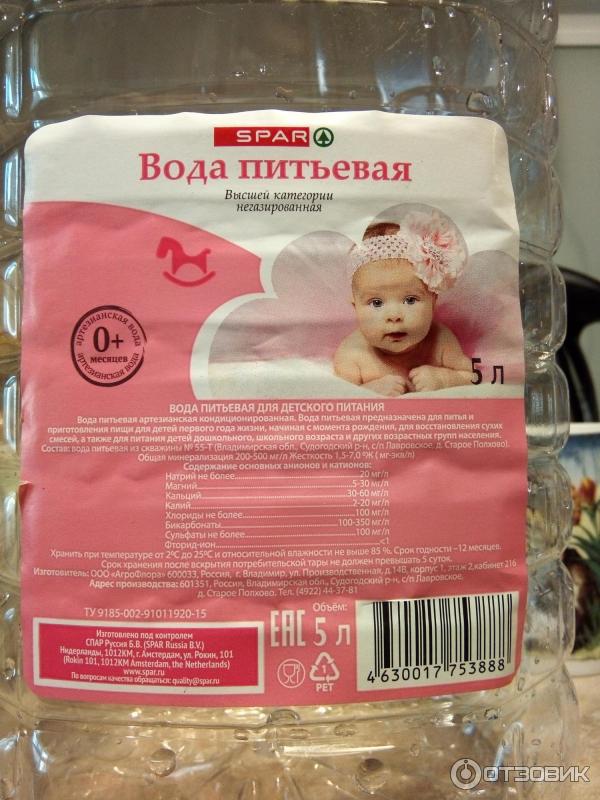 SPAR
Вода питьевая
Высшей категории
негазированная
артезианская вода
0+
месяцев
артезианская вода
5 л
ВОДА ПИТЬЕВАЯ ДЛЯ ДЕТСКОГО ПИТАНИЯ
Вода питьевая артезианская кондиционированная. Вода питьевая предназначена для питья и
приготовления пищи для детей первого года жизни, начиная с момента рождения, для восстановления сухих
смесей, а также для питания детей дошкольного, школьного возраста и других возрастных групп населения.
Состав: вода питьевая из скважины № 55-Т (Владимирская обл., Судогодский р-н, с/п Лавровское, д. Старое Полхово).
Общая минерализация 200-500 мг/л Жесткость 1,5-7,0 °Ж ( мг-экв/л)
Содержание основных анионов и катионов:
Натрий не более 20 мг/л
Магний 5-30 мг/л
Кальций 30-60 мг/л
Калий 2-20 мг/л
Хлориды не более 100 мг/л
Бикарбонаты 100-350 мг/л
Сульфаты не более 100 мг/л
Фторид-ион <1
Хранить при температуре от 2°С до 25°С и относительной влажности не выше 85 %. Срок годности –12 месяцев.
Срок хранения после вскрытия потребительской тары не должен превышать 5 суток.
Изготовитель: ООО «АгроФлора» 600033, Россия, г. Владимир, ул. Производственная, д.14В, корпус 1, этаж 2,кабинет 216
Адрес производства: 601351, Россия, Владимирская обл., Судогодский р-н, с/п Лавровское,
д. Старое Полхово, Тел. (4922) 44-37-81
ТУ 9185-002-91011920-15
Изготовлено под контролем
СПАР Руссия Б.В. (SPAR Russia B.V.)
Нидерланды, 1012КМ, г. Амстердам, ул. Рокин, 101
(Rokin 101, 1012KM Amsterdam, the Netherlands)
www.spar.ru
По вопросам качества обращаться: quality@spar.ru
EAC
Объём:
5 л
1
PET
4630017753888
ОТЗОВИК